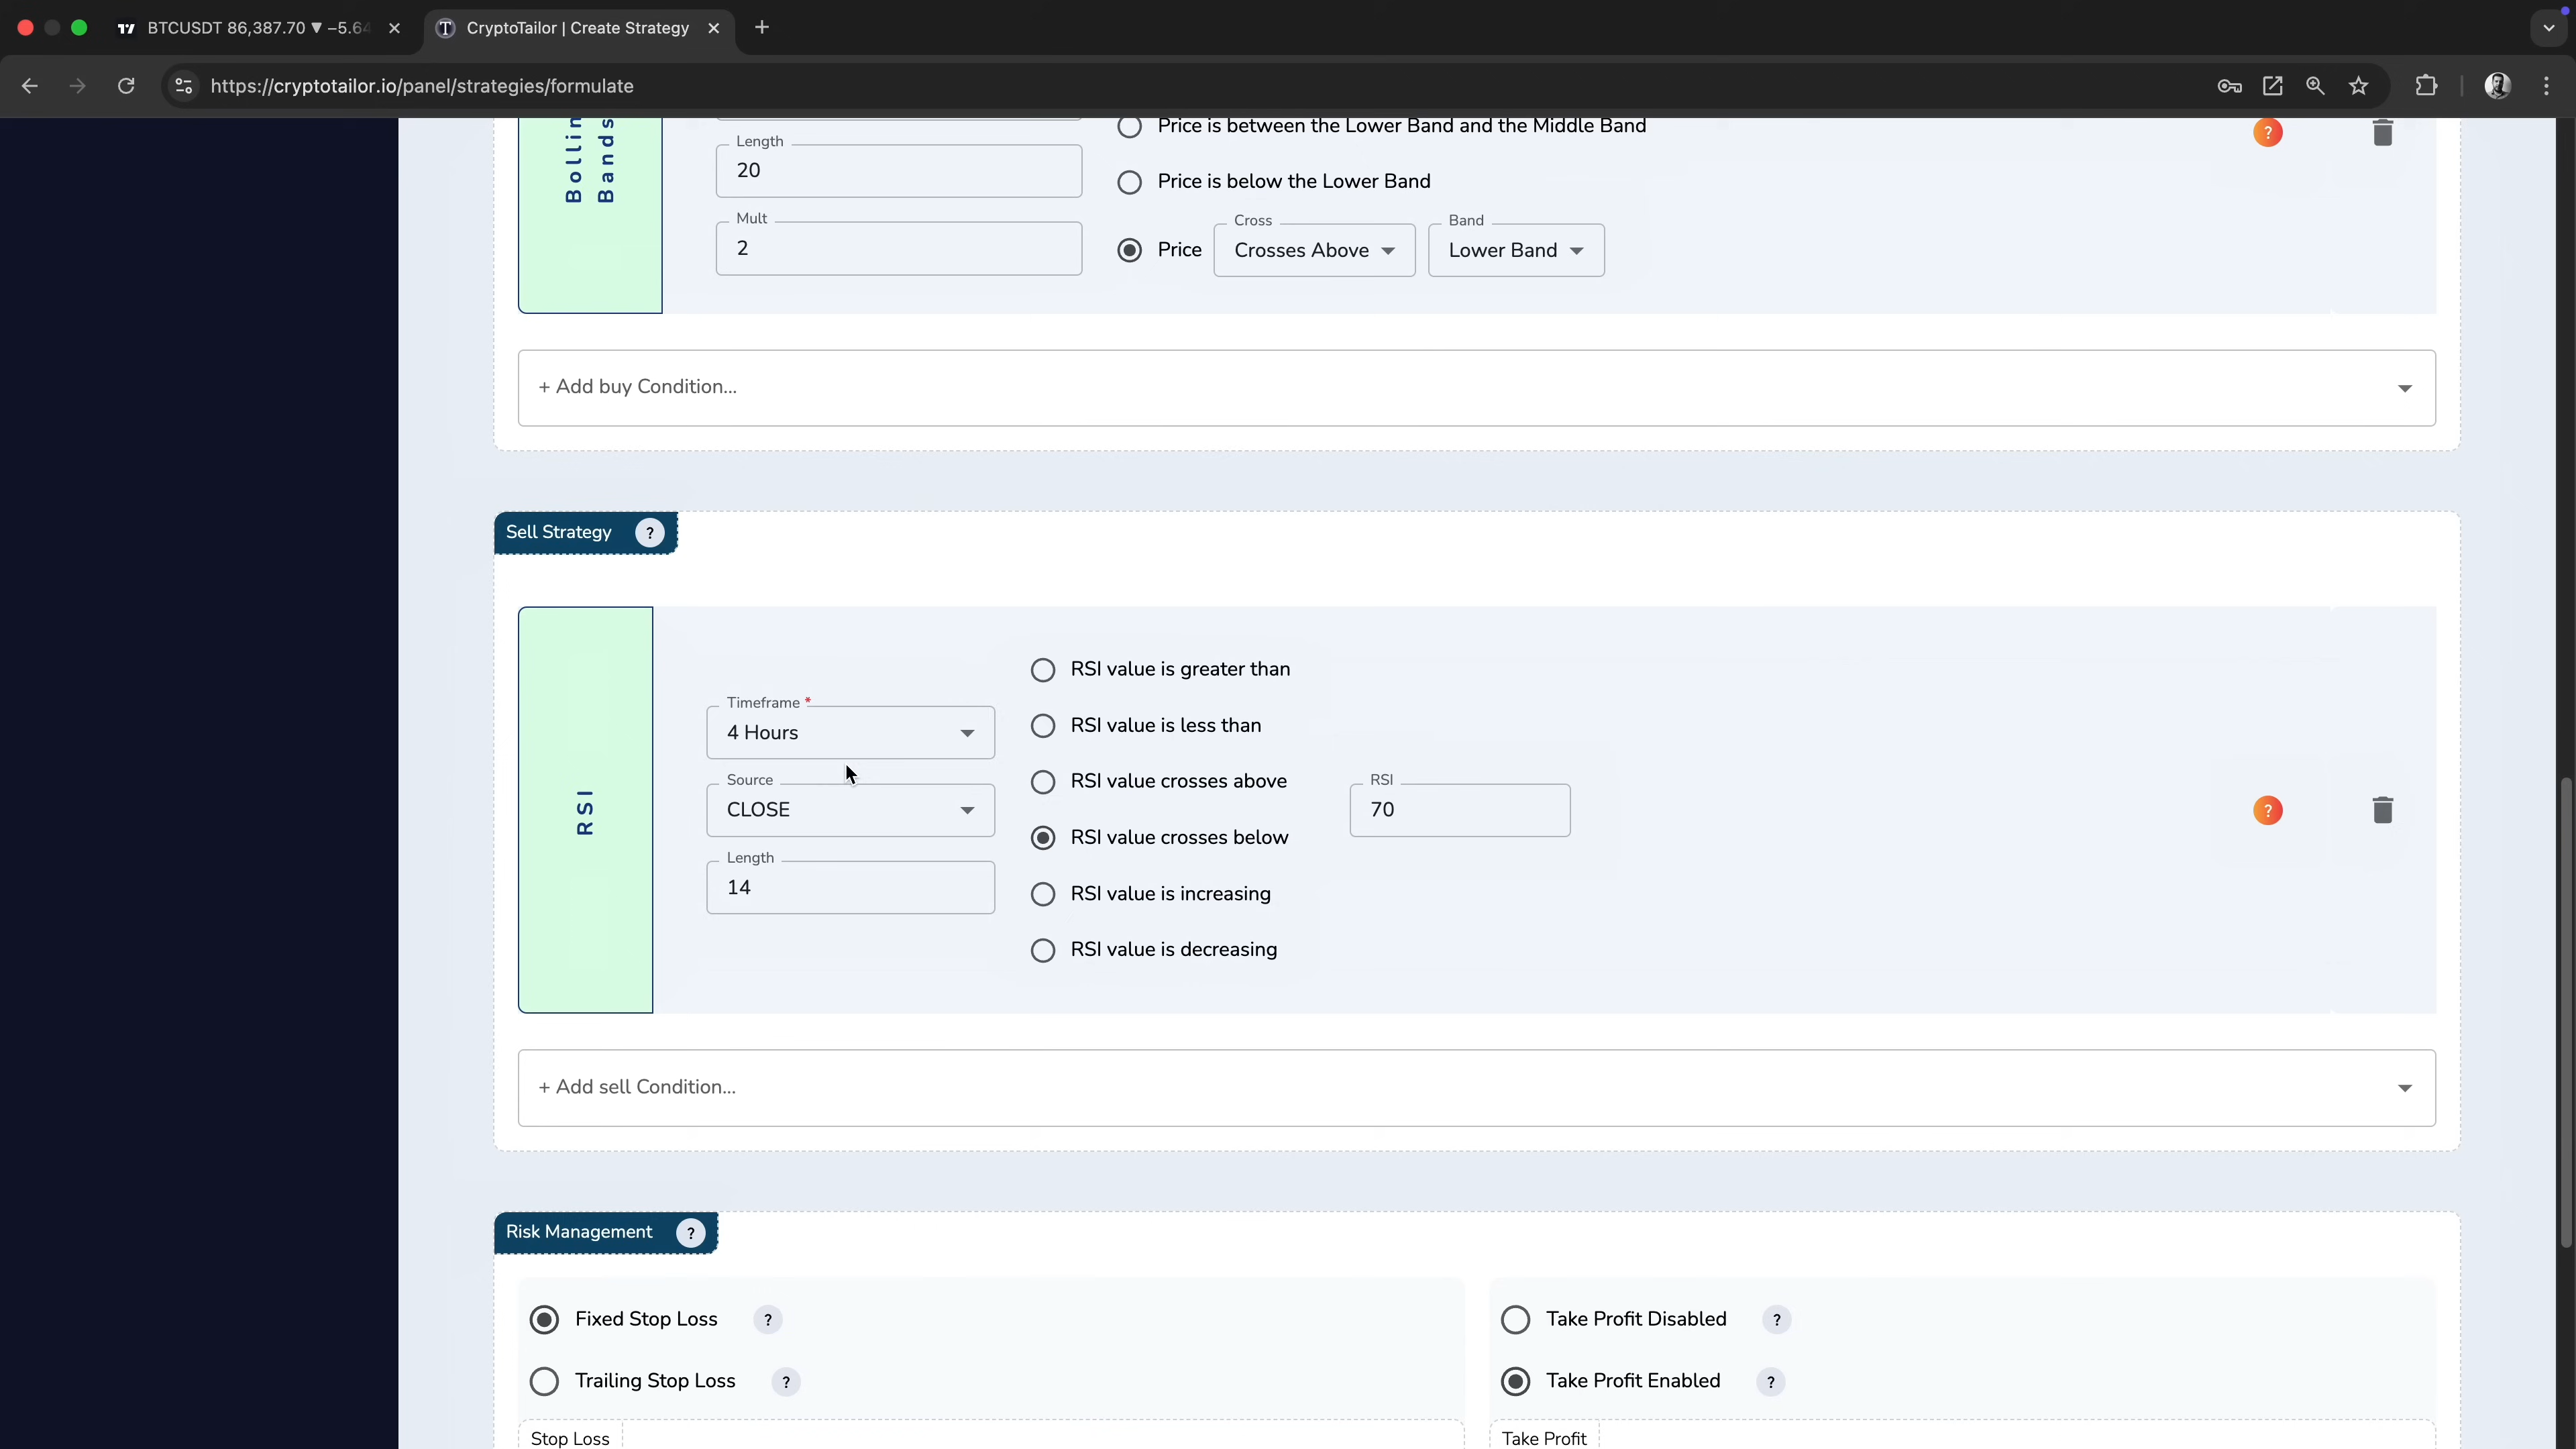 BTCUSDT 86,387.70 ▼ −5.64
CryptoTailor | Create Strategy
https://cryptotailor.io/panel/strategies/formulate
Price is between the Lower Band and the Middle Band
?
Length
20
Price is below the Lower Band
Mult
2
Price
Cross
Crosses Above
Band
Lower Band
+ Add buy Condition...
Sell Strategy ?
RSI
Timeframe *
4 Hours
Source
CLOSE
Length
14
RSI value is greater than
RSI value is less than
RSI value crosses above
RSI value crosses below
RSI value is increasing
RSI value is decreasing
RSI
70
?
+ Add sell Condition...
Risk Management ?
Fixed Stop Loss ?
Trailing Stop Loss ?
Stop Loss
Take Profit Disabled ?
Take Profit Enabled ?
Take Profit